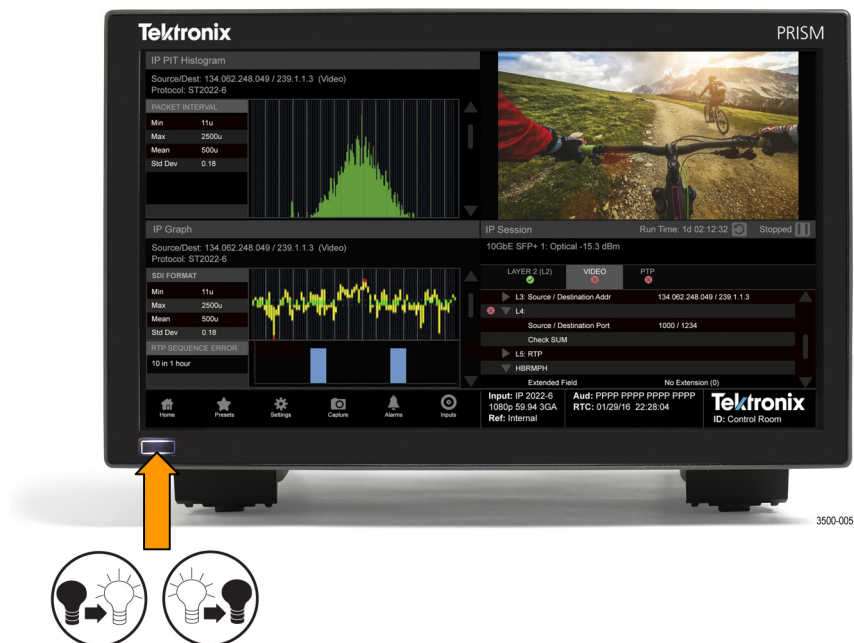 Tektronix
PRISM
IP PIT Histogram
Source/Dest: 134.062.248.049 / 239.1.1.3 (Video)
Protocol: ST2022-6
PACKET INTERVAL
Min 11u
Max 2500u
Mean 500u
Std Dev 0.18
IP Graph
Source/Dest: 134.062.248.049 / 239.1.1.3 (Video)
Protocol: ST2022-6
SDI FORMAT
Min 11u
Max 2500u
Mean 500u
Std Dev 0.18
RTP SEQUENCE ERROR
10 in 1 hour
IP Session Run Time: 1d 02:12:32 Stopped
10GbE SFP+ 1: Optical -15.3 dBm
LAYER 2 (L2) VIDEO PTP
L3: Source / Destination Addr 134.062.248.049 / 239.1.1.3
L4:
Source / Destination Port 1000 / 1234
Check SUM
L5: RTP
HBRMPH
Extended Field No Extension (0)
Home Presets Settings Capture Alarms Inputs
Input: IP 2022-6
1080p 59.94 3GA
Ref: Internal
Aud: PPPP PPPP PPPP PPPP
RTC: 01/29/16 22:28:04
Tektronix
ID: Control Room
3500-005